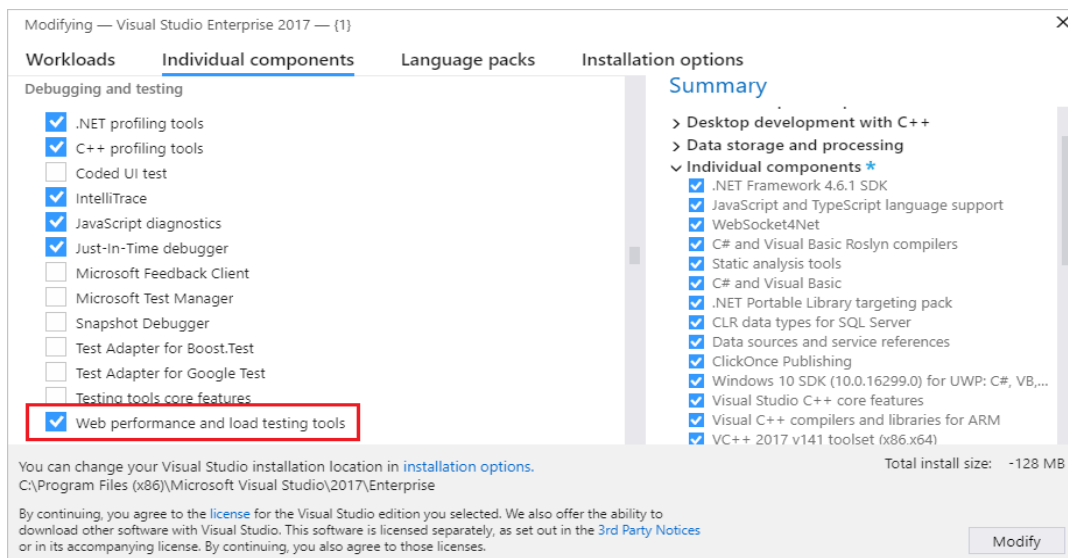 Modifying — Visual Studio Enterprise 2017 — {1}
Workloads Individual components Language packs Installation options
Debugging and testing
.NET profiling tools
C++ profiling tools
Coded UI test
IntelliTrace
JavaScript diagnostics
Just-In-Time debugger
Microsoft Feedback Client
Microsoft Test Manager
Snapshot Debugger
Test Adapter for Boost.Test
Test Adapter for Google Test
Testing tools core features
Web performance and load testing tools
Summary
Desktop development with C++
Data storage and processing
Individual components *
.NET Framework 4.6.1 SDK
JavaScript and TypeScript language support
WebSocket4Net
C# and Visual Basic Roslyn compilers
Static analysis tools
C# and Visual Basic
.NET Portable Library targeting pack
CLR data types for SQL Server
Data sources and service references
ClickOnce Publishing
Windows 10 SDK (10.0.16299.0) for UWP: C#, VB,...
Visual Studio C++ core features
Visual C++ compilers and libraries for ARM
VC++ 2017 v141 toolset (x86,x64)
You can change your Visual Studio installation location in installation options.
C:\Program Files (x86)\Microsoft Visual Studio\2017\Enterprise
Total install size: -128 MB
By continuing, you agree to the license for the Visual Studio edition you selected. We also offer the ability to
download other software with Visual Studio. This software is licensed separately, as set out in the 3rd Party Notices
or in its accompanying license. By continuing, you also agree to those licenses.
Modify